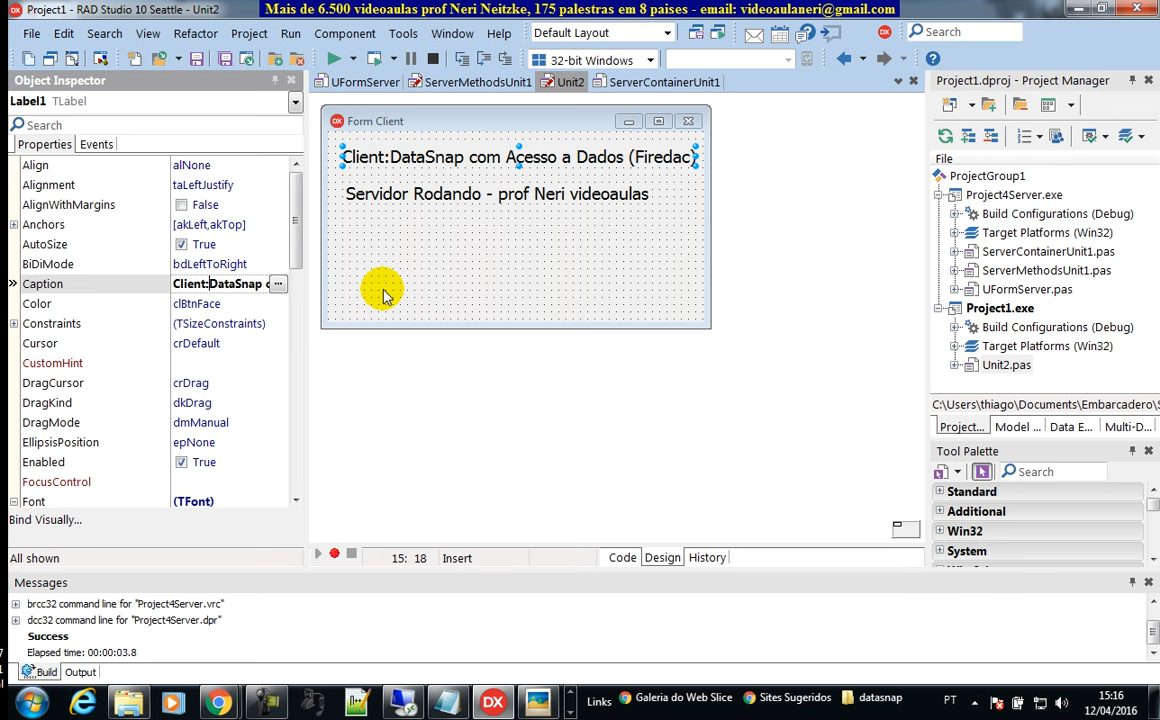 Project1 - RAD Studio 10 Seattle - Unit2
Mais de 6.500 videoaulas prof Neri Neitzke, 175 palestras em 8 paises - email: videoaulaneri@gmail.com
File Edit Search View Refactor Project Run Component Tools Window Help
Default Layout
Search
32-bit Windows
Object Inspector
Label1 TLabel
Search
Properties Events
Align alNone
Alignment taLeftJustify
AlignWithMargins False
Anchors [akLeft,akTop]
AutoSize True
BiDiMode bdLeftToRight
Caption Client:DataSnap c
Color clBtnFace
Constraints (TSizeConstraints)
Cursor crDefault
CustomHint
DragCursor crDrag
DragKind dkDrag
DragMode dmManual
EllipsisPosition epNone
Enabled True
FocusControl
Font (TFont)
Bind Visually...
All shown
UFormServer ServerMethodsUnit1 Unit2 ServerContainerUnit1
Form Client
Client:DataSnap com Acesso a Dados (Firedac)
Servidor Rodando - prof Neri videoaulas
15: 18 Insert
Code Design History
Project1.dproj - Project Manager
File
ProjectGroup1
Project4Server.exe
Build Configurations (Debug)
Target Platforms (Win32)
ServerContainerUnit1.pas
ServerMethodsUnit1.pas
UFormServer.pas
Project1.exe
Build Configurations (Debug)
Target Platforms (Win32)
Unit2.pas
C:\Users\thiago\Documents\Embarcadero\S
Project... Model ... Data E... Multi-D...
Tool Palette
Search
Standard
Additional
Win32
System
Messages
brcc32 command line for "Project4Server.vrc"
dcc32 command line for "Project4Server.dpr"
Success
Elapsed time: 00:00:03.8
Build Output
Links Galeria do Web Slice Sites Sugeridos datasnap PT
15:16
12/04/2016